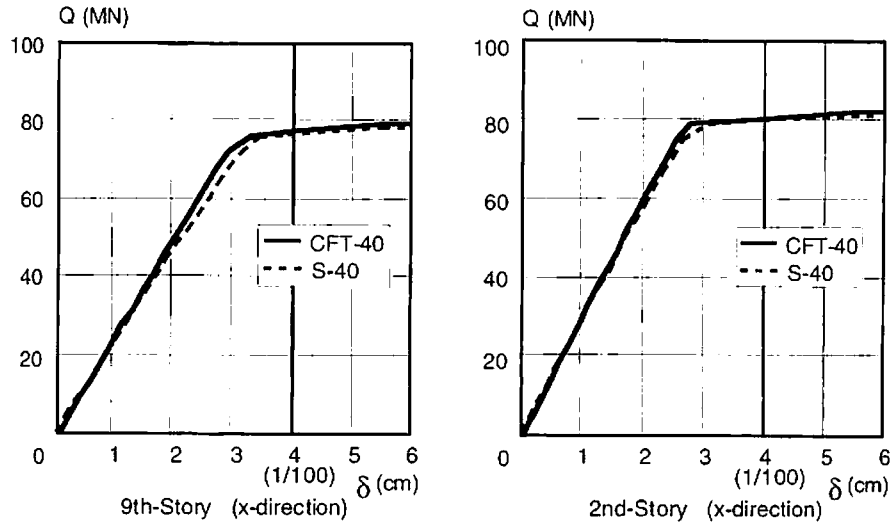 Q (MN)
100
80
60
40
20
0
1
2
3
4
5
6
(1/100)
δ (cm)
CFT-40
S-40
9th-Story (x-direction)
Q (MN)
100
80
60
40
20
0
1
2
3
4
5
6
(1/100)
δ (cm)
CFT-40
S-40
2nd-Story (x-direction)